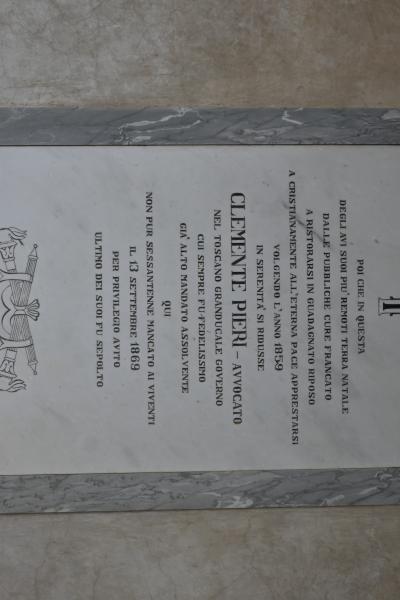 POI CHE IN QUESTA
DEGLI AVI SUOI PIU' REMOTI TERRA NATALE
DALLE PUBBLICHE CURE FRANCATO
A RISTORARSI IN GUADAGNATO RIPOSO
A CRISTIANAMENTE ALL'ETERNA PACE APPRESTARSI
VOLGENDO L'ANNO 1859
IN SERENITÀ SI RIDUSSE
CLEMENTE PIERI – AVVOCATO
NEL TOSCANO GRANDUCALE GOVERNO
CUI SEMPRE FU FEDELISSIMO
GIA' ALTO MANDATO ASSOLVENTE
QUI
NON PUR SESSANTENNE MANCATO AI VIVENTI
IL 13 SETTEMBRE 1869
PER PRIVILEGIO AVITO
ULTIMO DEI SUOI FU SEPOLTO